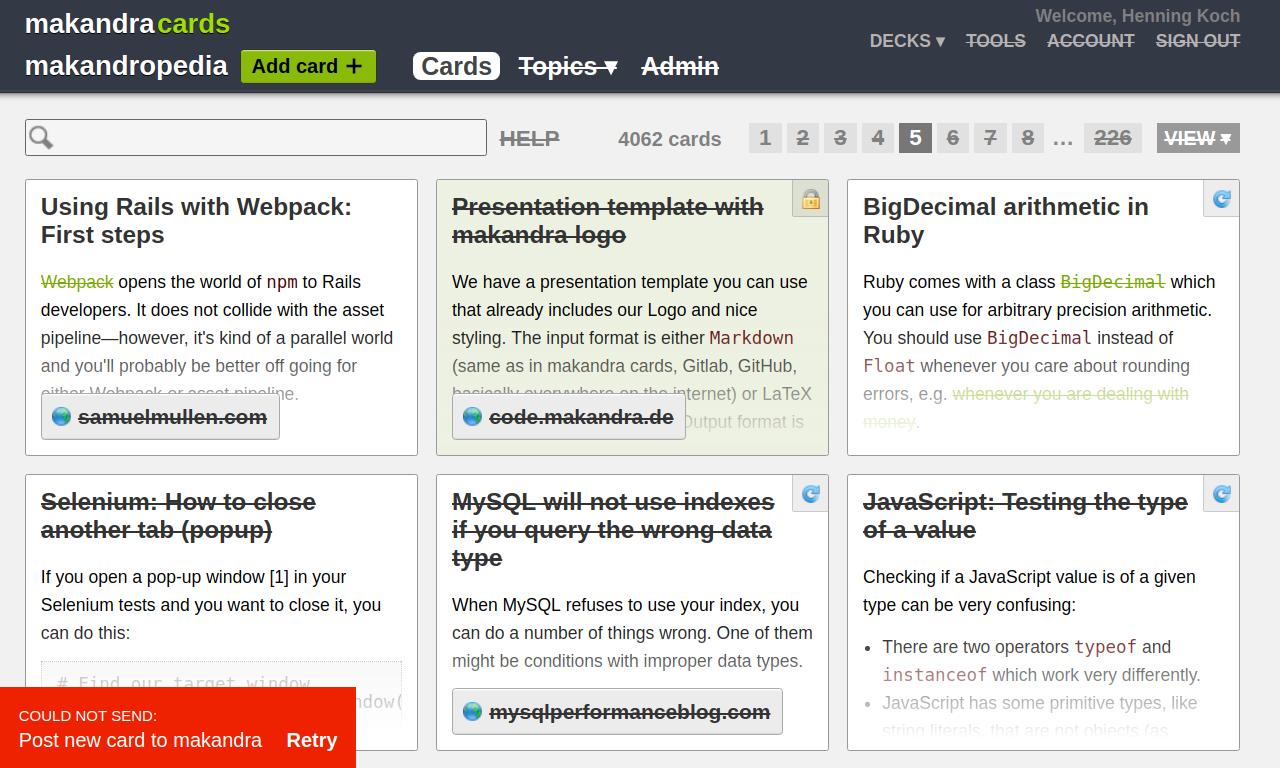 makandra cards
Welcome, Henning Koch
DECKS ▾ TOOLS ACCOUNT SIGN OUT
makandropedia Add card + Cards Topics ▾ Admin
HELP 4062 cards 1 2 3 4 5 6 7 8 … 226 VIEW ▾
Using Rails with Webpack:
First steps
Webpack opens the world of npm to Rails
developers. It does not collide with the asset
pipeline—however, it's kind of a parallel world
and you'll probably be better off going for
either Webpack or asset pipeline.
samuelmullen.com
Presentation template with
makandra logo
We have a presentation template you can use
that already includes our Logo and nice
styling. The input format is either Markdown
(same as in makandra cards, Gitlab, GitHub,
basically everywhere on the internet) or LaTeX
Output format is
code.makandra.de
BigDecimal arithmetic in
Ruby
Ruby comes with a class BigDecimal which
you can use for arbitrary precision arithmetic.
You should use BigDecimal instead of
Float whenever you care about rounding
errors, e.g. whenever you are dealing with
money.
Selenium: How to close
another tab (popup)
If you open a pop-up window [1] in your
Selenium tests and you want to close it, you
can do this:
# Find our target window
MySQL will not use indexes
if you query the wrong data
type
When MySQL refuses to use your index, you
can do a number of things wrong. One of them
might be conditions with improper data types.
mysqlperformanceblog.com
JavaScript: Testing the type
of a value
Checking if a JavaScript value is of a given
type can be very confusing:
• There are two operators typeof and
instanceof which work very differently.
• JavaScript has some primitive types, like
string literals, that are not objects (as
COULD NOT SEND:
Post new card to makandra Retry